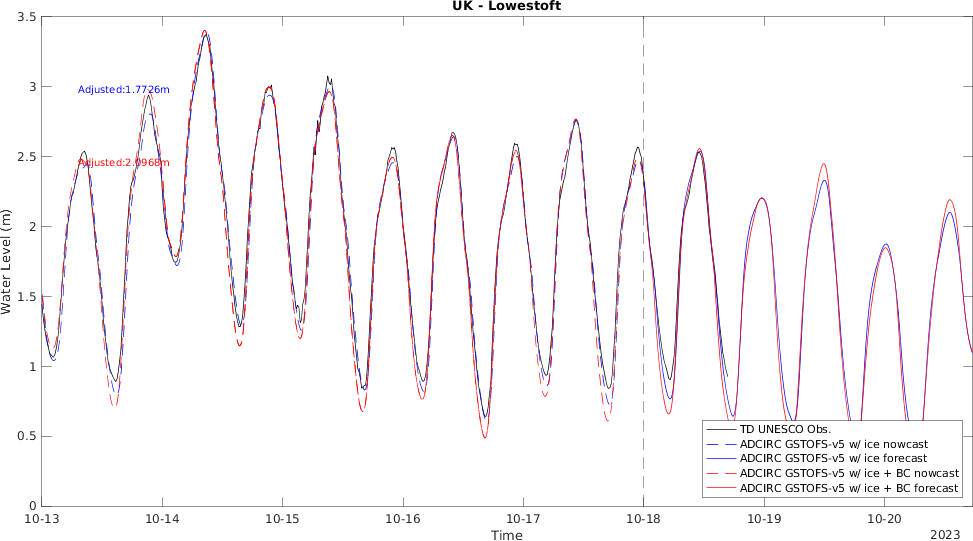 UK - Lowestoft
3.5
3
2.5
2
1.5
1
0.5
0
Water Level (m)
Adjusted:1.7726m
Adjusted:2.0968m
TD UNESCO Obs.
ADCIRC GSTOFS-v5 w/ ice nowcast
ADCIRC GSTOFS-v5 w/ ice forecast
ADCIRC GSTOFS-v5 w/ ice + BC nowcast
ADCIRC GSTOFS-v5 w/ ice + BC forecast
10-13 10-14 10-15 10-16 10-17 10-18 10-19 10-20
Time
2023